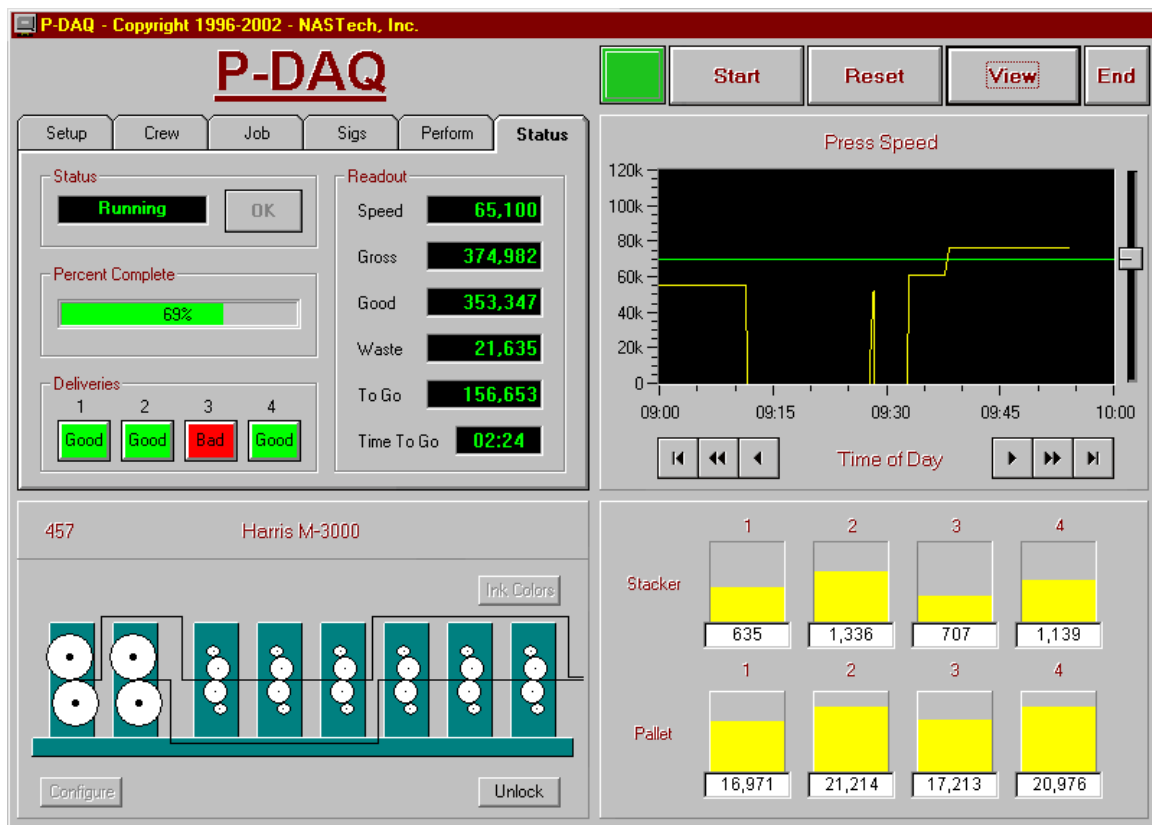 P-DAQ - Copyright 1996-2002 - NASTech, Inc.
P-DAQ
Start Reset View End
Setup Crew Job Sigs Perform Status
Status
Running OK
Percent Complete
69%
Deliveries
1 2 3 4
Good Good Bad Good
Readout
Speed 65,100
Gross 374,982
Good 353,347
Waste 21,635
To Go 156,653
Time To Go 02:24
Press Speed
120k
100k
80k
60k
40k
20k
0
09:00 09:15 09:30 09:45 10:00
Time of Day
457 Harris M-3000
Ink Colors
Configure Unlock
1 2 3 4
Stacker
635 1,336 707 1,139
1 2 3 4
Pallet
16,971 21,214 17,213 20,976